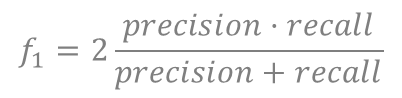 f₁ = 2 precision · recall / precision + recall